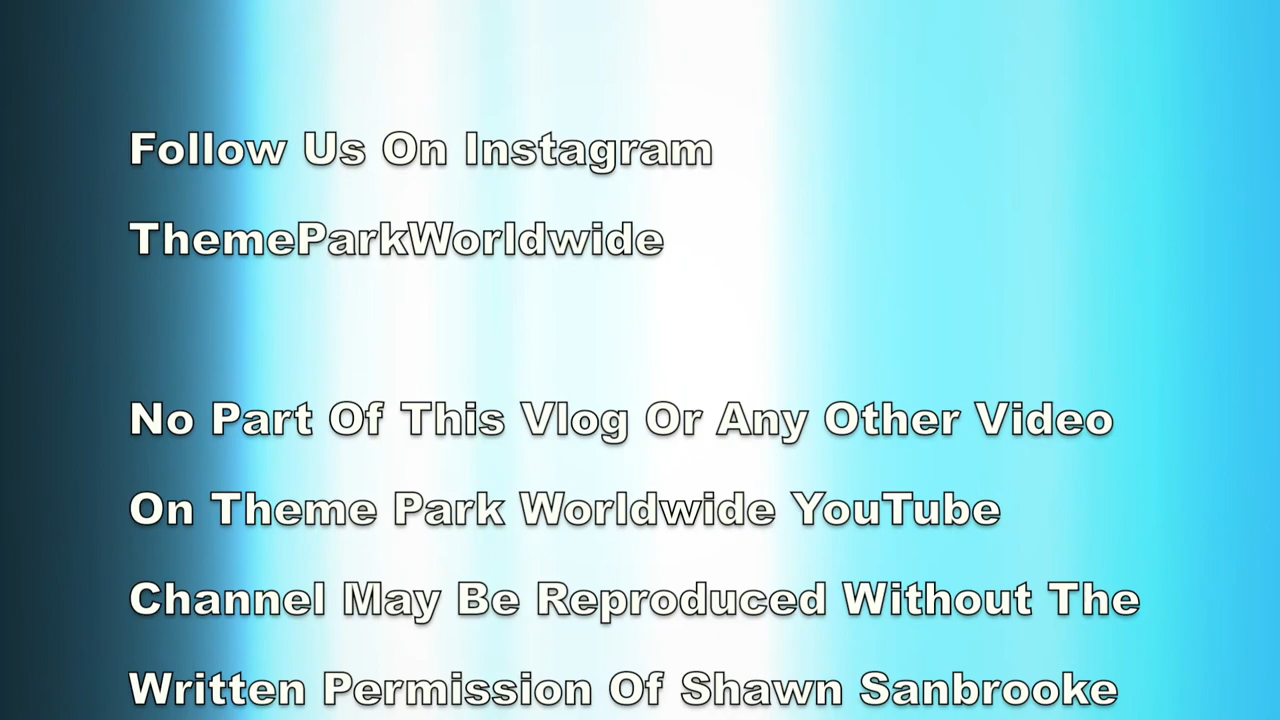 Follow Us On Instagram
ThemeParkWorldwide
No Part Of This Vlog Or Any Other Video
On Theme Park Worldwide YouTube
Channel May Be Reproduced Without The
Written Permission Of Shawn Sanbrooke